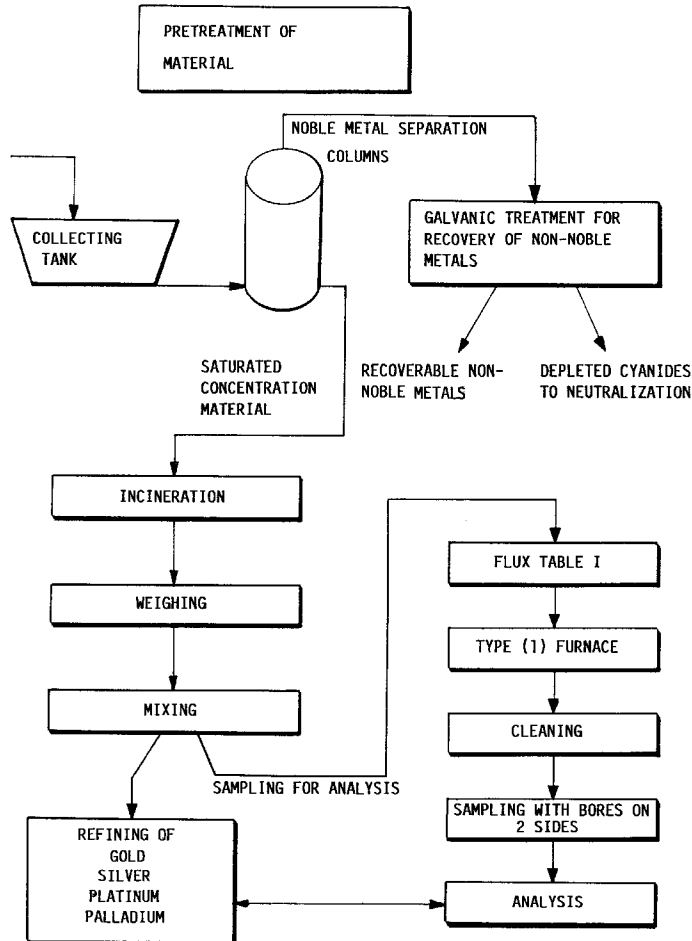 PRETREATMENT OF
MATERIAL
NOBLE METAL SEPARATION
COLUMNS
COLLECTING
TANK
GALVANIC TREATMENT FOR
RECOVERY OF NON-NOBLE
METALS
SATURATED
CONCENTRATION
MATERIAL
RECOVERABLE NON-
NOBLE METALS
DEPLETED CYANIDES
TO NEUTRALIZATION
INCINERATION
WEIGHING
MIXING
SAMPLING FOR ANALYSIS
REFINING OF
GOLD
SILVER
PLATINUM
PALLADIUM
FLUX TABLE I
TYPE (1) FURNACE
CLEANING
SAMPLING WITH BORES ON
2 SIDES
ANALYSIS